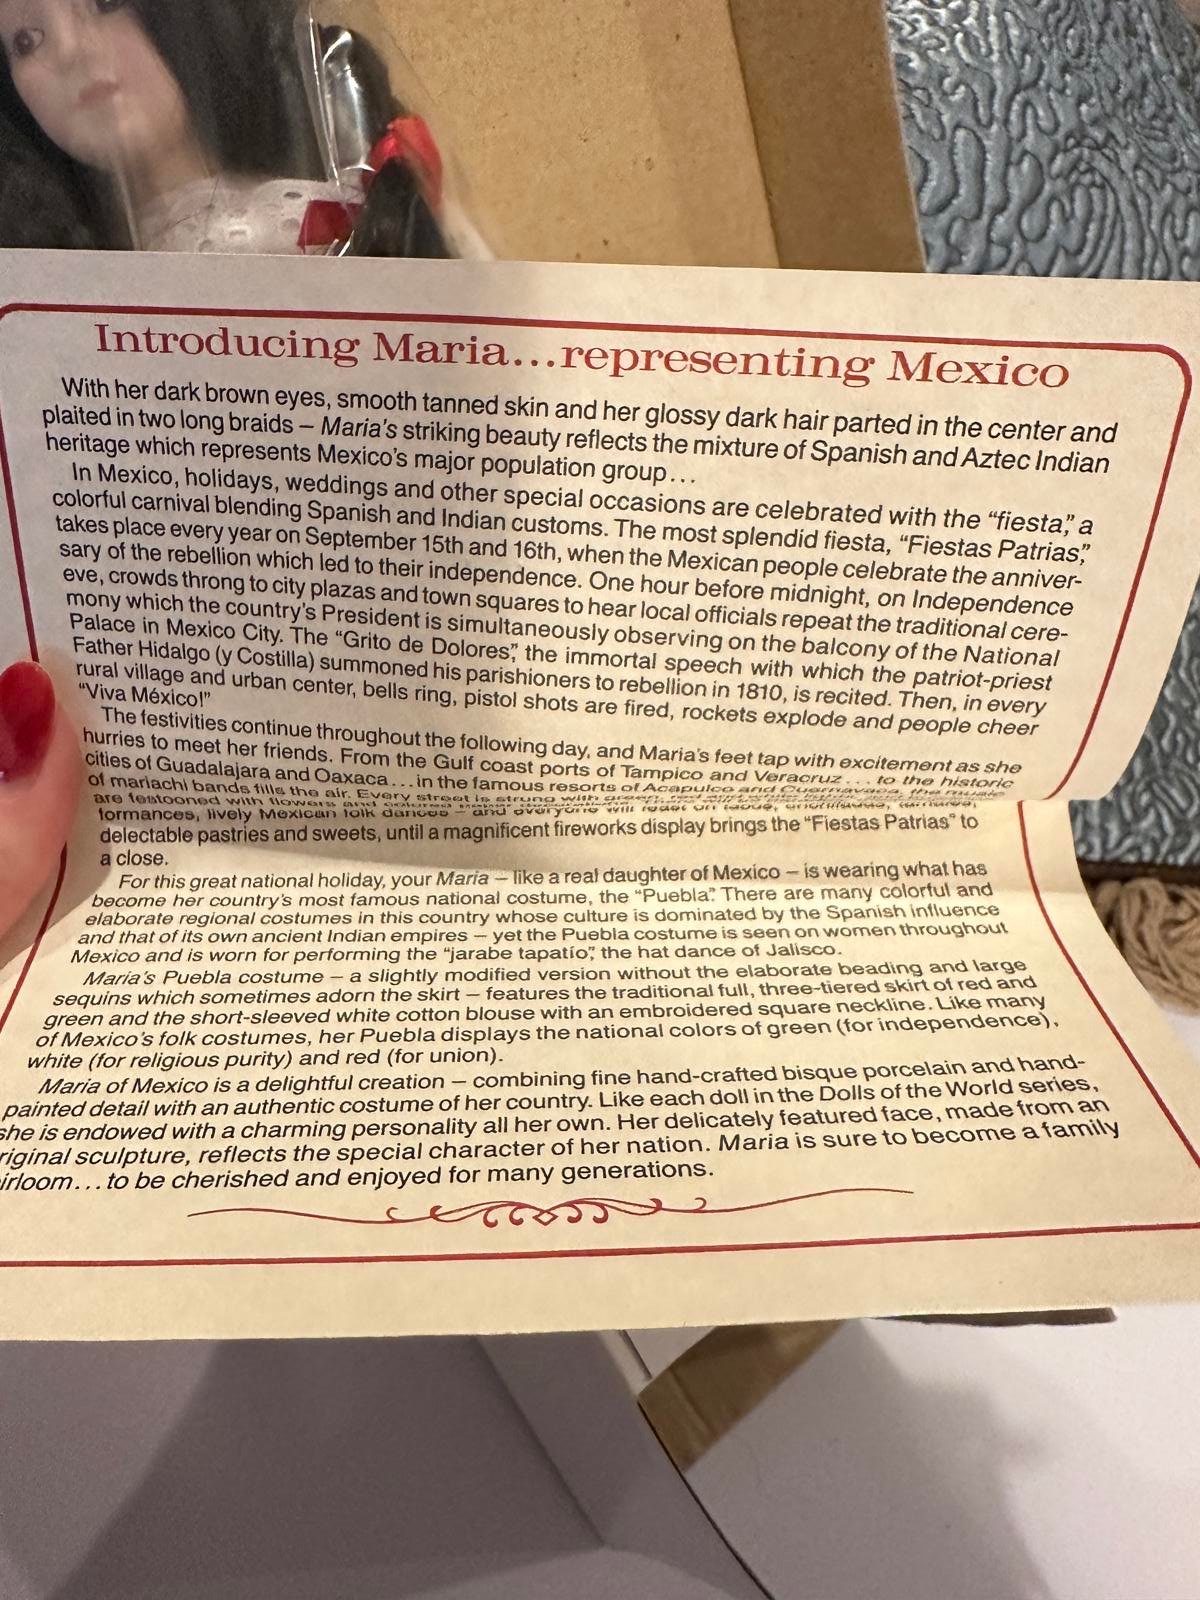 Introducing Maria...representing Mexico
With her dark brown eyes, smooth tanned skin and her glossy dark hair parted in the center and
plaited in two long braids – Maria's striking beauty reflects the mixture of Spanish and Aztec Indian
heritage which represents Mexico's major population group...
In Mexico, holidays, weddings and other special occasions are celebrated with the "fiesta," a
colorful carnival blending Spanish and Indian customs. The most splendid fiesta, "Fiestas Patrias,"
takes place every year on September 15th and 16th, when the Mexican people celebrate the anniver-
sary of the rebellion which led to their independence. One hour before midnight, on Independence
eve, crowds throng to city plazas and town squares to hear local officials repeat the traditional cere-
mony which the country's President is simultaneously observing on the balcony of the National
Palace in Mexico City. The "Grito de Dolores," the immortal speech with which the patriot-priest
Father Hidalgo (y Costilla) summoned his parishioners to rebellion in 1810, is recited. Then, in every
rural village and urban center, bells ring, pistol shots are fired, rockets explode and people cheer
"Viva México!"
The festivities continue throughout the following day, and Maria's feet tap with excitement as she
hurries to meet her friends. From the Gulf coast ports of Tampico and Veracruz... to the historic
cities of Guadalajara and Oaxaca...in the famous resorts of Acapulco and Cuernavaca, the music
of mariachi bands fills the air. Every street is strung with
are festooned with flowers and colored
formances, lively Mexican folk dances – and everyone will feast on
delectable pastries and sweets, until a magnificent fireworks display brings the "Fiestas Patrias" to
a close.
For this great national holiday, your Maria – like a real daughter of Mexico – is wearing what has
become her country's most famous national costume, the "Puebla." There are many colorful and
elaborate regional costumes in this country whose culture is dominated by the Spanish influence
and that of its own ancient Indian empires – yet the Puebla costume is seen on women throughout
Mexico and is worn for performing the "jarabe tapatío," the hat dance of Jalisco.
Maria's Puebla costume – a slightly modified version without the elaborate beading and large
sequins which sometimes adorn the skirt – features the traditional full, three-tiered skirt of red and
green and the short-sleeved white cotton blouse with an embroidered square neckline. Like many
of Mexico's folk costumes, her Puebla displays the national colors of green (for independence),
white (for religious purity) and red (for union).
Maria of Mexico is a delightful creation – combining fine hand-crafted bisque porcelain and hand-
painted detail with an authentic costume of her country. Like each doll in the Dolls of the World series,
she is endowed with a charming personality all her own. Her delicately featured face, made from an
riginal sculpture, reflects the special character of her nation. Maria is sure to become a family
irloom...to be cherished and enjoyed for many generations.